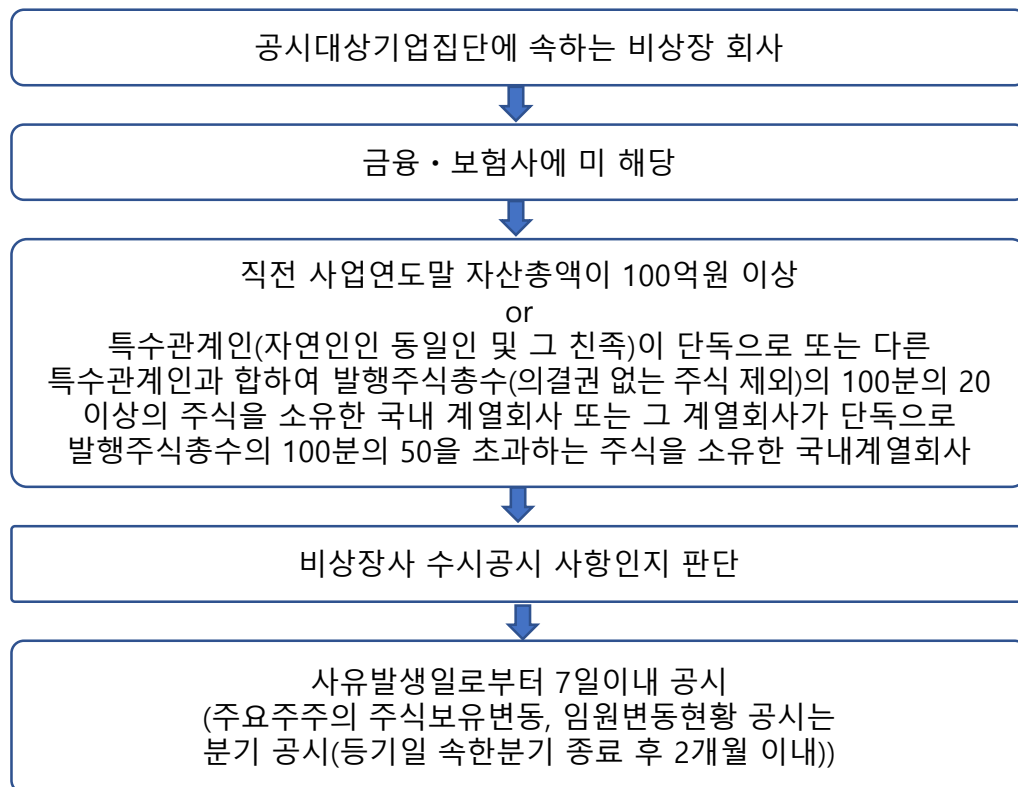 공시대상기업집단에 속하는 비상장 회사
금융・보험사에 미 해당
직전 사업연도말 자산총액이 100억원 이상
or
특수관계인(자연인인 동일인 및 그 친족)이 단독으로 또는 다른
특수관계인과 합하여 발행주식총수(의결권 없는 주식 제외)의 100분의 20
이상의 주식을 소유한 국내 계열회사 또는 그 계열회사가 단독으로
발행주식총수의 100분의 50을 초과하는 주식을 소유한 국내계열회사
비상장사 수시공시 사항인지 판단
사유발생일로부터 7일이내 공시
(주요주주의 주식보유변동, 임원변동현황 공시는
분기 공시(등기일 속한분기 종료 후 2개월 이내))